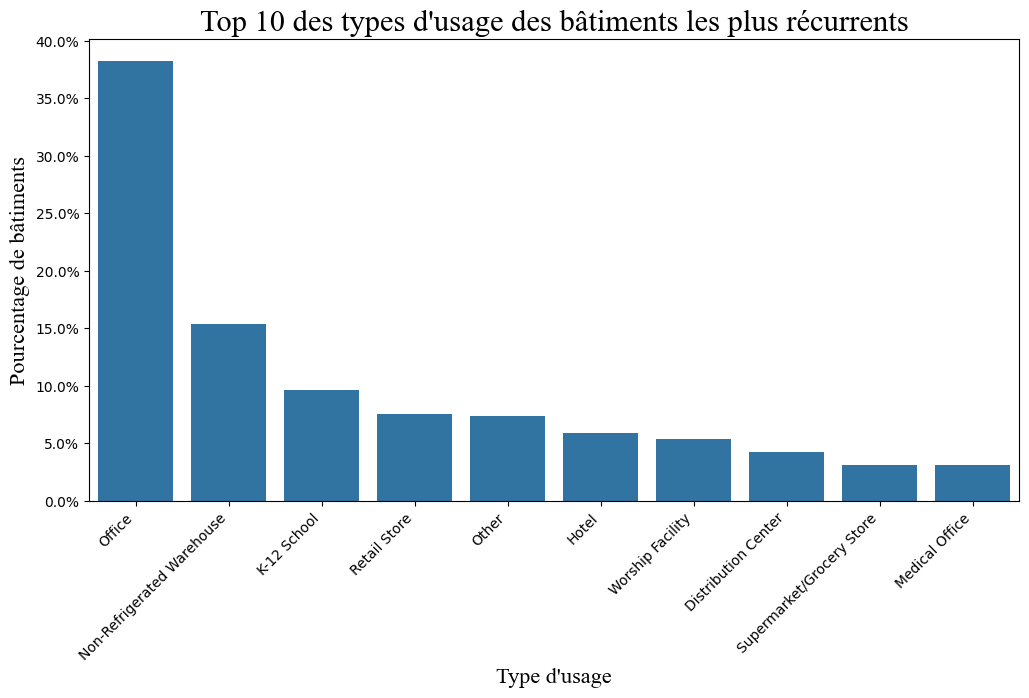 Top 10 des types d'usage des bâtiments les plus récurrents
Pourcentage de bâtiments
40.0%
35.0%
30.0%
25.0%
20.0%
15.0%
10.0%
5.0%
0.0%
Office
Non-Refrigerated Warehouse
K-12 School
Retail Store
Other
Hotel
Worship Facility
Distribution Center
Supermarket/Grocery Store
Medical Office
Type d'usage